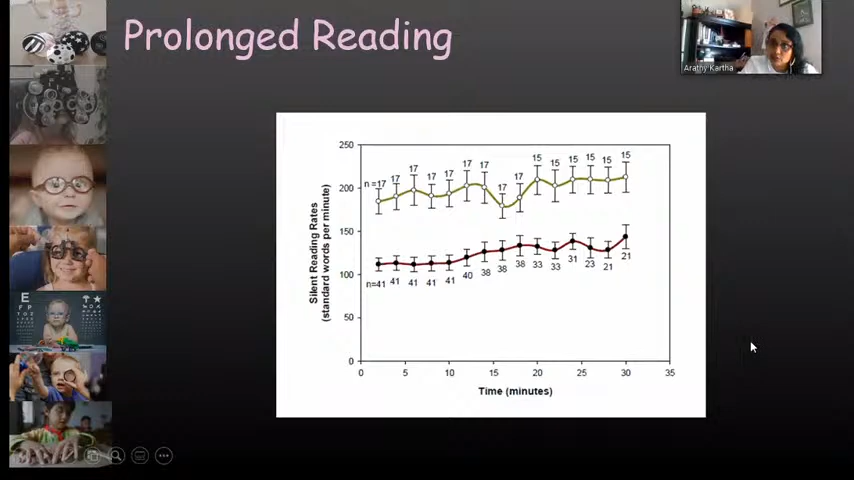 Prolonged Reading
Arathy Kartha
250
200
150
100
50
0
Silent Reading Rates
(standard words per minute)
n =17 17 17 17 17 17 17 17 17 15 15 15 15 15 15
n=41 41 41 41 41 40 38 38 38 33 33 31 23 21 21
0 5 10 15 20 25 30 35
Time (minutes)
E
F P
T O Z